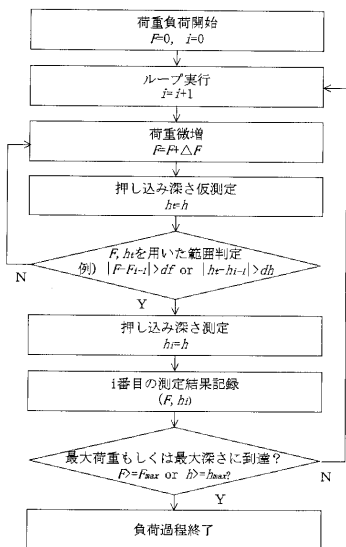 荷重負荷開始
F=0, i=0
ループ実行
i=i+1
荷重微増
F=F+△F
押し込み深さ仮測定
ht=h
F, htを用いた範囲判定
例) |F-Fi-1|>df or |ht-hi-1|>dh
N
Y
押し込み深さ測定
hi=h
i番目の測定結果記録
(F, hi)
最大荷重もしくは最大深さに到達?
F>=Fmax or h>=hmax?
N
Y
負荷過程終了